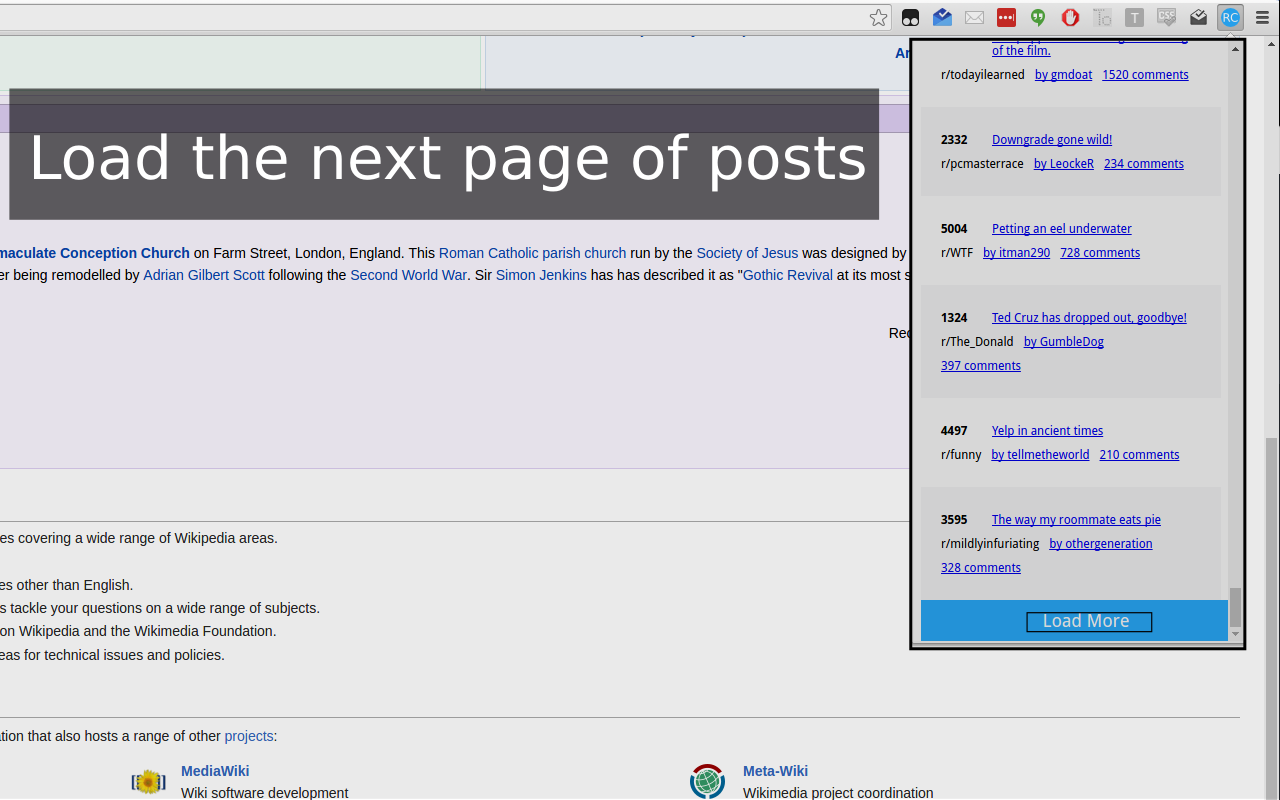 RC
T
CSS
An
of the film.
r/todayilearned by gmdoat 1520 comments
Load the next page of posts
2332 Downgrade gone wild!
r/pcmasterrace by LeockeR 234 comments
5004 Petting an eel underwater
r/WTF by itman290 728 comments
maculate Conception Church on Farm Street, London, England. This Roman Catholic parish church run by the Society of Jesus was designed by
er being remodelled by Adrian Gilbert Scott following the Second World War. Sir Simon Jenkins has has described it as "Gothic Revival at its most s
Rec
1324 Ted Cruz has dropped out, goodbye!
r/The_Donald by GumbleDog
397 comments
4497 Yelp in ancient times
r/funny by tellmetheworld 210 comments
3595 The way my roommate eats pie
r/mildlyinfuriating by othergeneration
328 comments
Load More
es covering a wide range of Wikipedia areas.
es other than English.
s tackle your questions on a wide range of subjects.
on Wikipedia and the Wikimedia Foundation.
eas for technical issues and policies.
ation that also hosts a range of other projects:
MediaWiki
Wiki software development
Meta-Wiki
Wikimedia project coordination